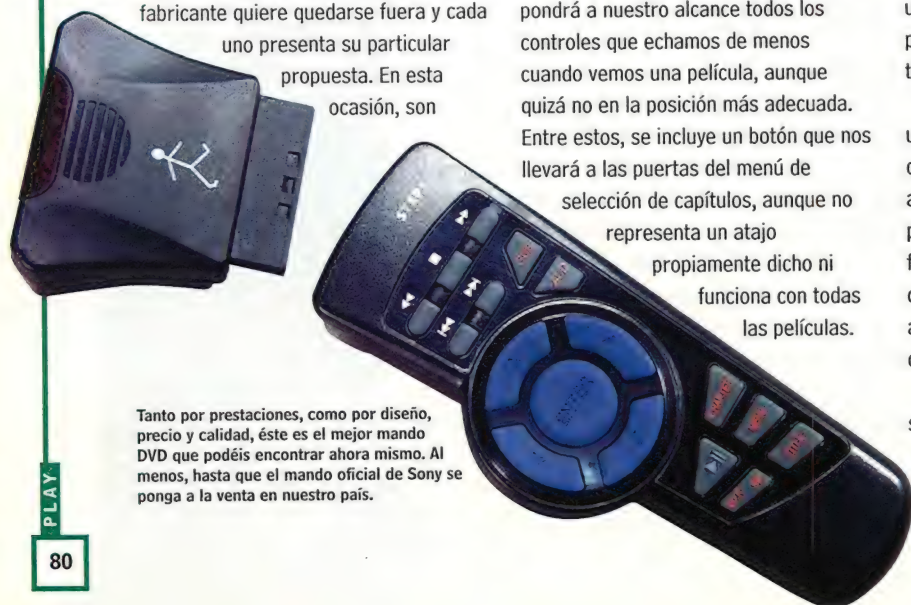 fabricante quiere quedarse fuera y cada
uno presenta su particular
propuesta. En esta
ocasión, son
pondrá a nuestro alcance todos los
controles que echamos de menos
cuando vemos una película, aunque
quizá no en la posición más adecuada.
Entre estos, se incluye un botón que nos
llevará a las puertas del menú de
selección de capítulos, aunque no
representa un atajo
propiamente dicho ni
funciona con todas
las películas.
Tanto por prestaciones, como por diseño,
precio y calidad, éste es el mejor mando
DVD que podéis encontrar ahora mismo. Al
menos, hasta que el mando oficial de Sony se
ponga a la venta en nuestro país.
STEP
ENTER
PLAY
80